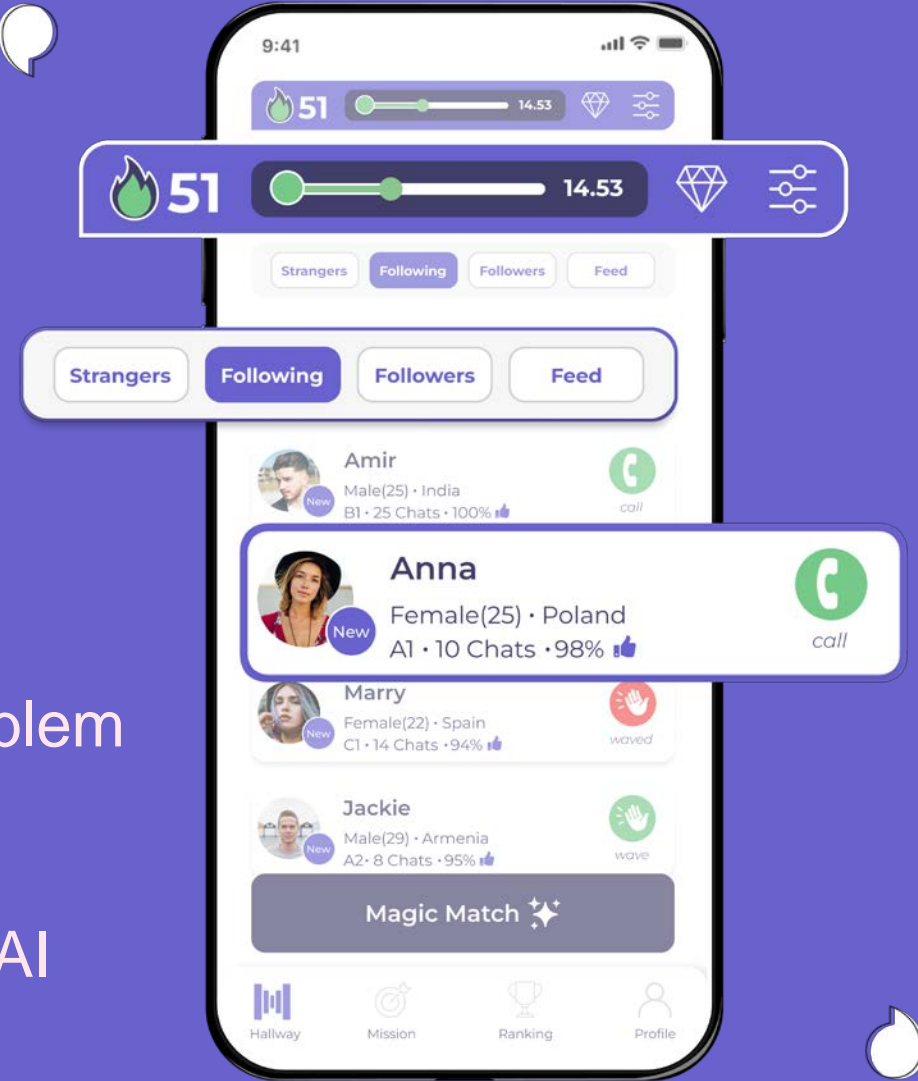 9:41
51 14.53
51 14.53
Strangers Following Followers Feed
Strangers Following Followers Feed
Amir
New
Male(25) · India
B1 · 25 Chats · 100%
call
Anna
New
Female(25) · Poland
A1 · 10 Chats · 98%
call
Marry
New
Female(22) · Spain
C1 · 14 Chats · 94%
waved
Jackie
New
Male(29) · Armenia
A2 · 8 Chats · 95%
wave
Magic Match
Hallway Mission Ranking Profile
blem
AI